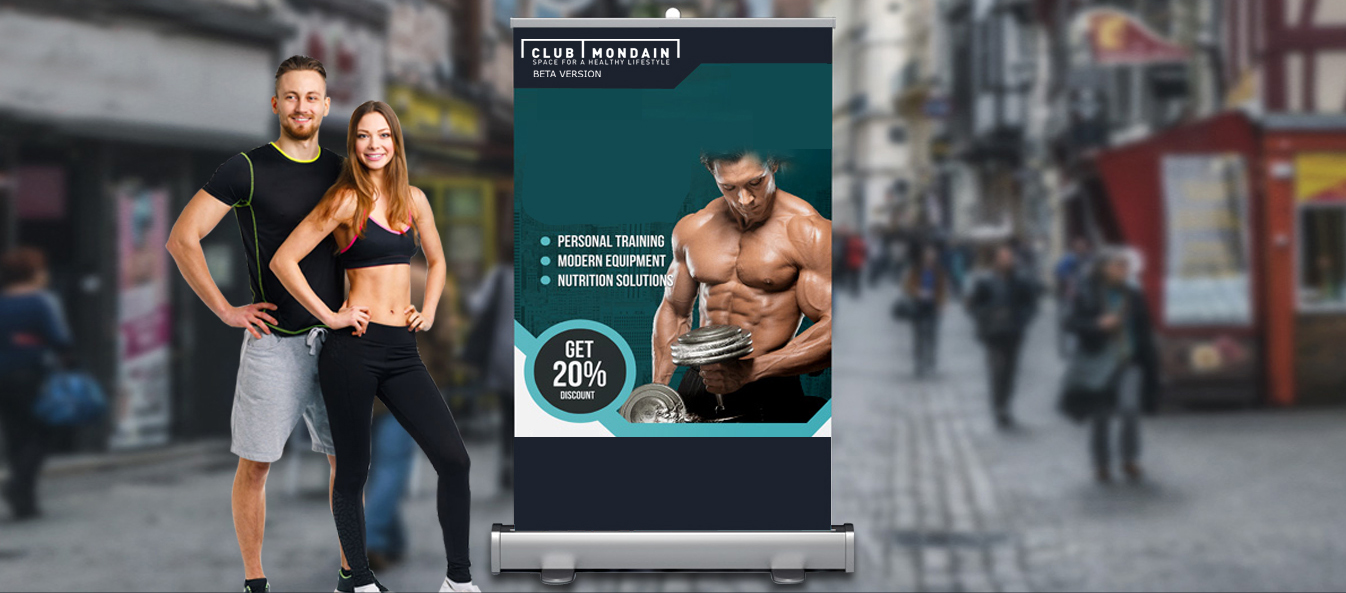 CLUB MONDAIN
SPACE FOR A HEALTHY LIFESTYLE
BETA VERSION
PERSONAL TRAINING
MODERN EQUIPMENT
NUTRITION SOLUTIONS
GET
20%
DISCOUNT